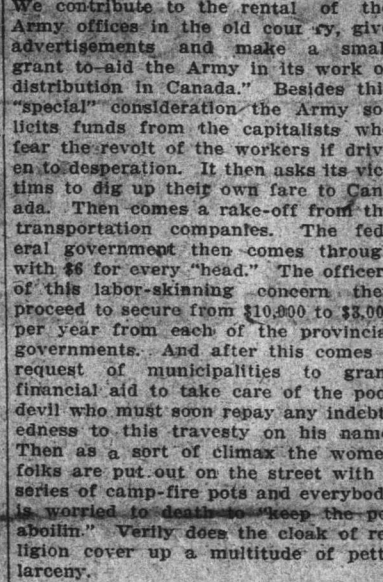 We contribute to the rental of th
Army offices in the old cou ry, giv
advertisements and make a smal
grant to aid the Army in its work o
distribution in Canada." Besides thi
"special" consideration the Army so
licits funds from the capitalists wh
fear the revolt of the workers if driv
en to desperation. It then asks its vic
tims to dig up their own fare to Can
ada. Then comes a rake-off from th
transportation companies. The fed
eral government then comes throug
with $6 for every "head." The officer
of this labor-skinning concern the
proceed to secure from $10,000 to $3,00
per year from each of the provincia
governments. And after this comes
request of municipalities to gran
financial aid to take care of the poo
devil who must soon repay any indebt
edness to this travesty on his nam
Then as a sort of climax the wome
folks are put out on the street with
series of camp-fire pots and everybod
is worried to death to "keep the po
aboilin." Verily does the cloak of re
ligion cover up a multitude of pett
larceny.